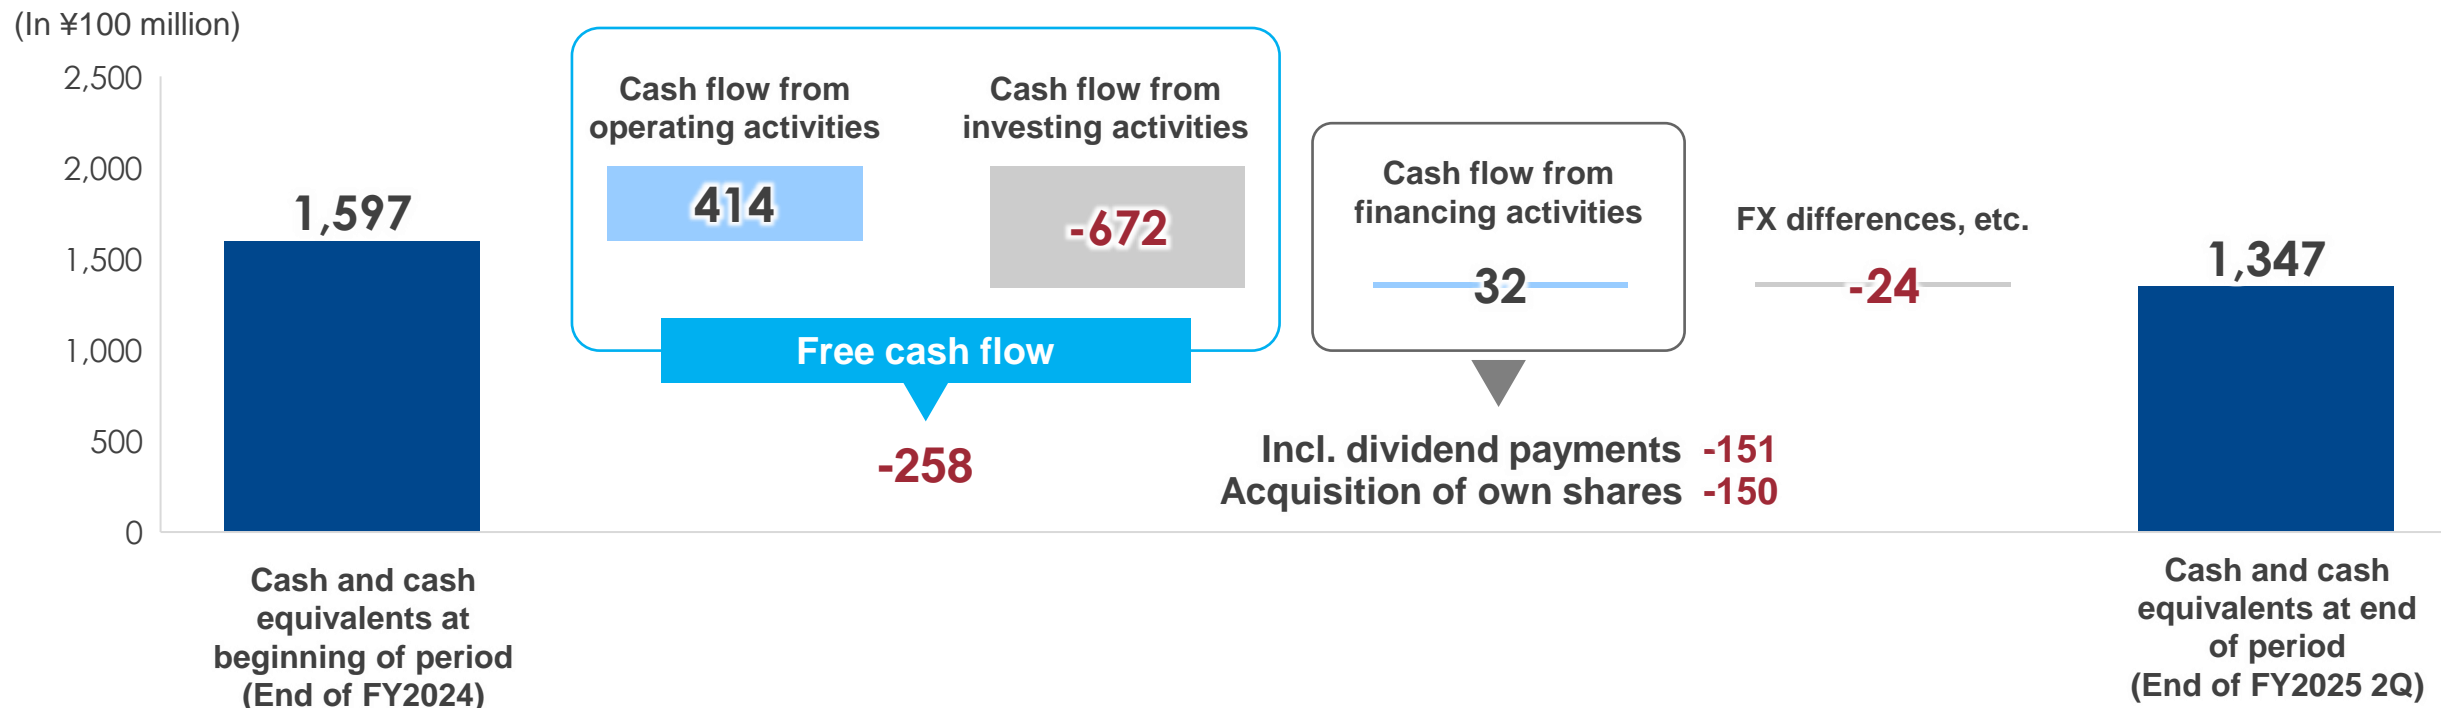 (In ¥100 million)
2,500
2,000
1,500
1,000
500
0
1,597
Cash and cash
equivalents at
beginning of period
(End of FY2024)
Cash flow from
operating activities
414
Cash flow from
investing activities
-672
Free cash flow
-258
Cash flow from
financing activities
32
Incl. dividend payments -151
Acquisition of own shares -150
FX differences, etc.
-24
1,347
Cash and cash
equivalents at end
of period
(End of FY2025 2Q)